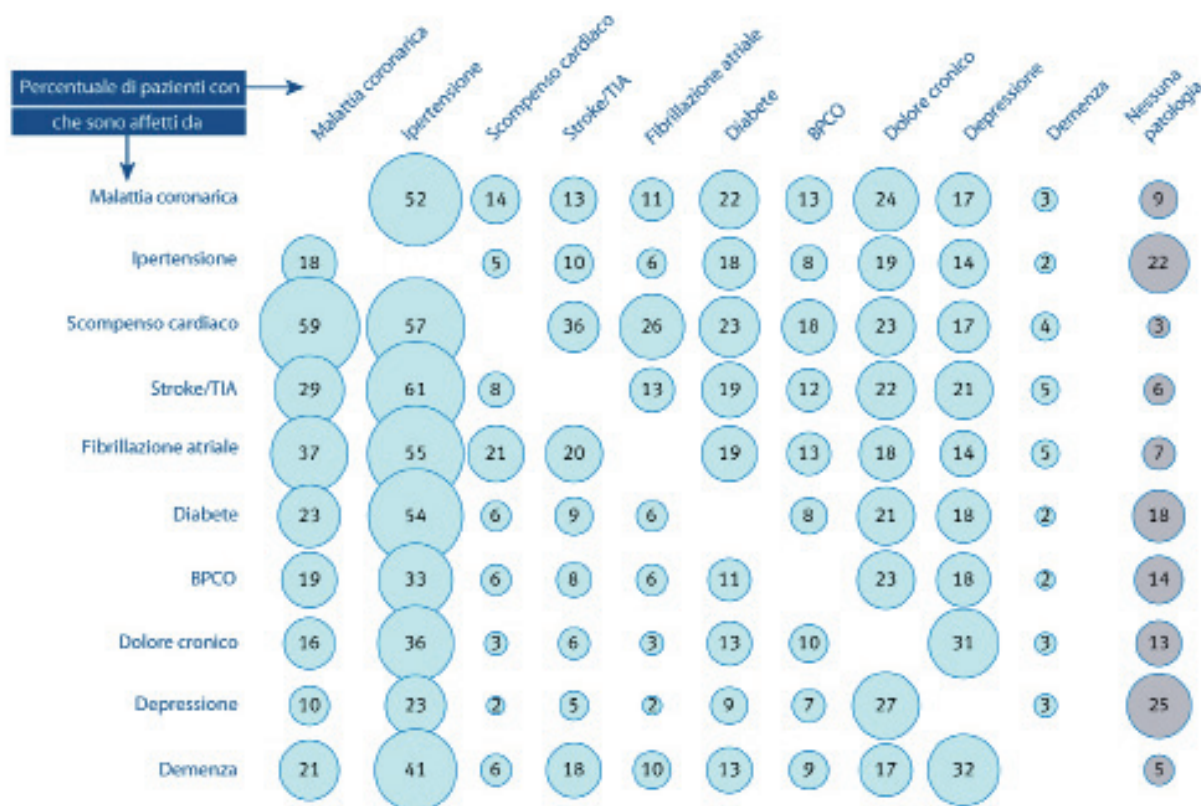 Percentuale di pazienti con
che sono affetti da
Malattia coronarica
Ipertensione
Scompenso cardiaco
Stroke/TIA
Fibrillazione atriale
Diabete
BPCO
Dolore cronico
Depressione
Demenza
Nessuna
patologia
Malattia coronarica 52 14 13 11 22 13 24 17 3 9
Ipertensione 18 5 10 6 18 8 19 14 2 22
Scompenso cardiaco 59 57 36 26 23 18 23 17 4 3
Stroke/TIA 29 61 8 13 19 12 22 21 5 6
Fibrillazione atriale 37 55 21 20 19 13 18 14 5 7
Diabete 23 54 6 9 6 8 21 18 2 18
BPCO 19 33 6 8 6 11 23 18 2 14
Dolore cronico 16 36 3 6 3 13 10 31 3 13
Depressione 10 23 2 5 2 9 7 27 3 25
Demenza 21 41 6 18 10 13 9 17 32 5